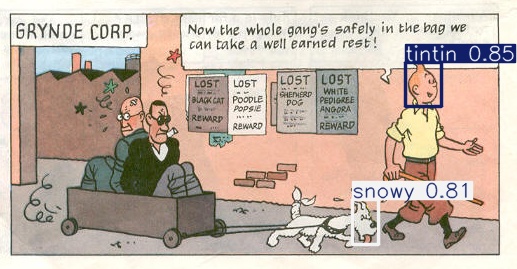 GRYNDE CORP.
Now the whole gang's safely in the bag we
can take a well earned rest!
tintin 0.85
LOST
BLACK CAT
REWARD
LOST
POODLE
POPSIE
REWARD
LOST
SHEPHERD
DOG
LOST
WHITE
PEDIGREE
ANGORA
REWARD
snowy 0.81